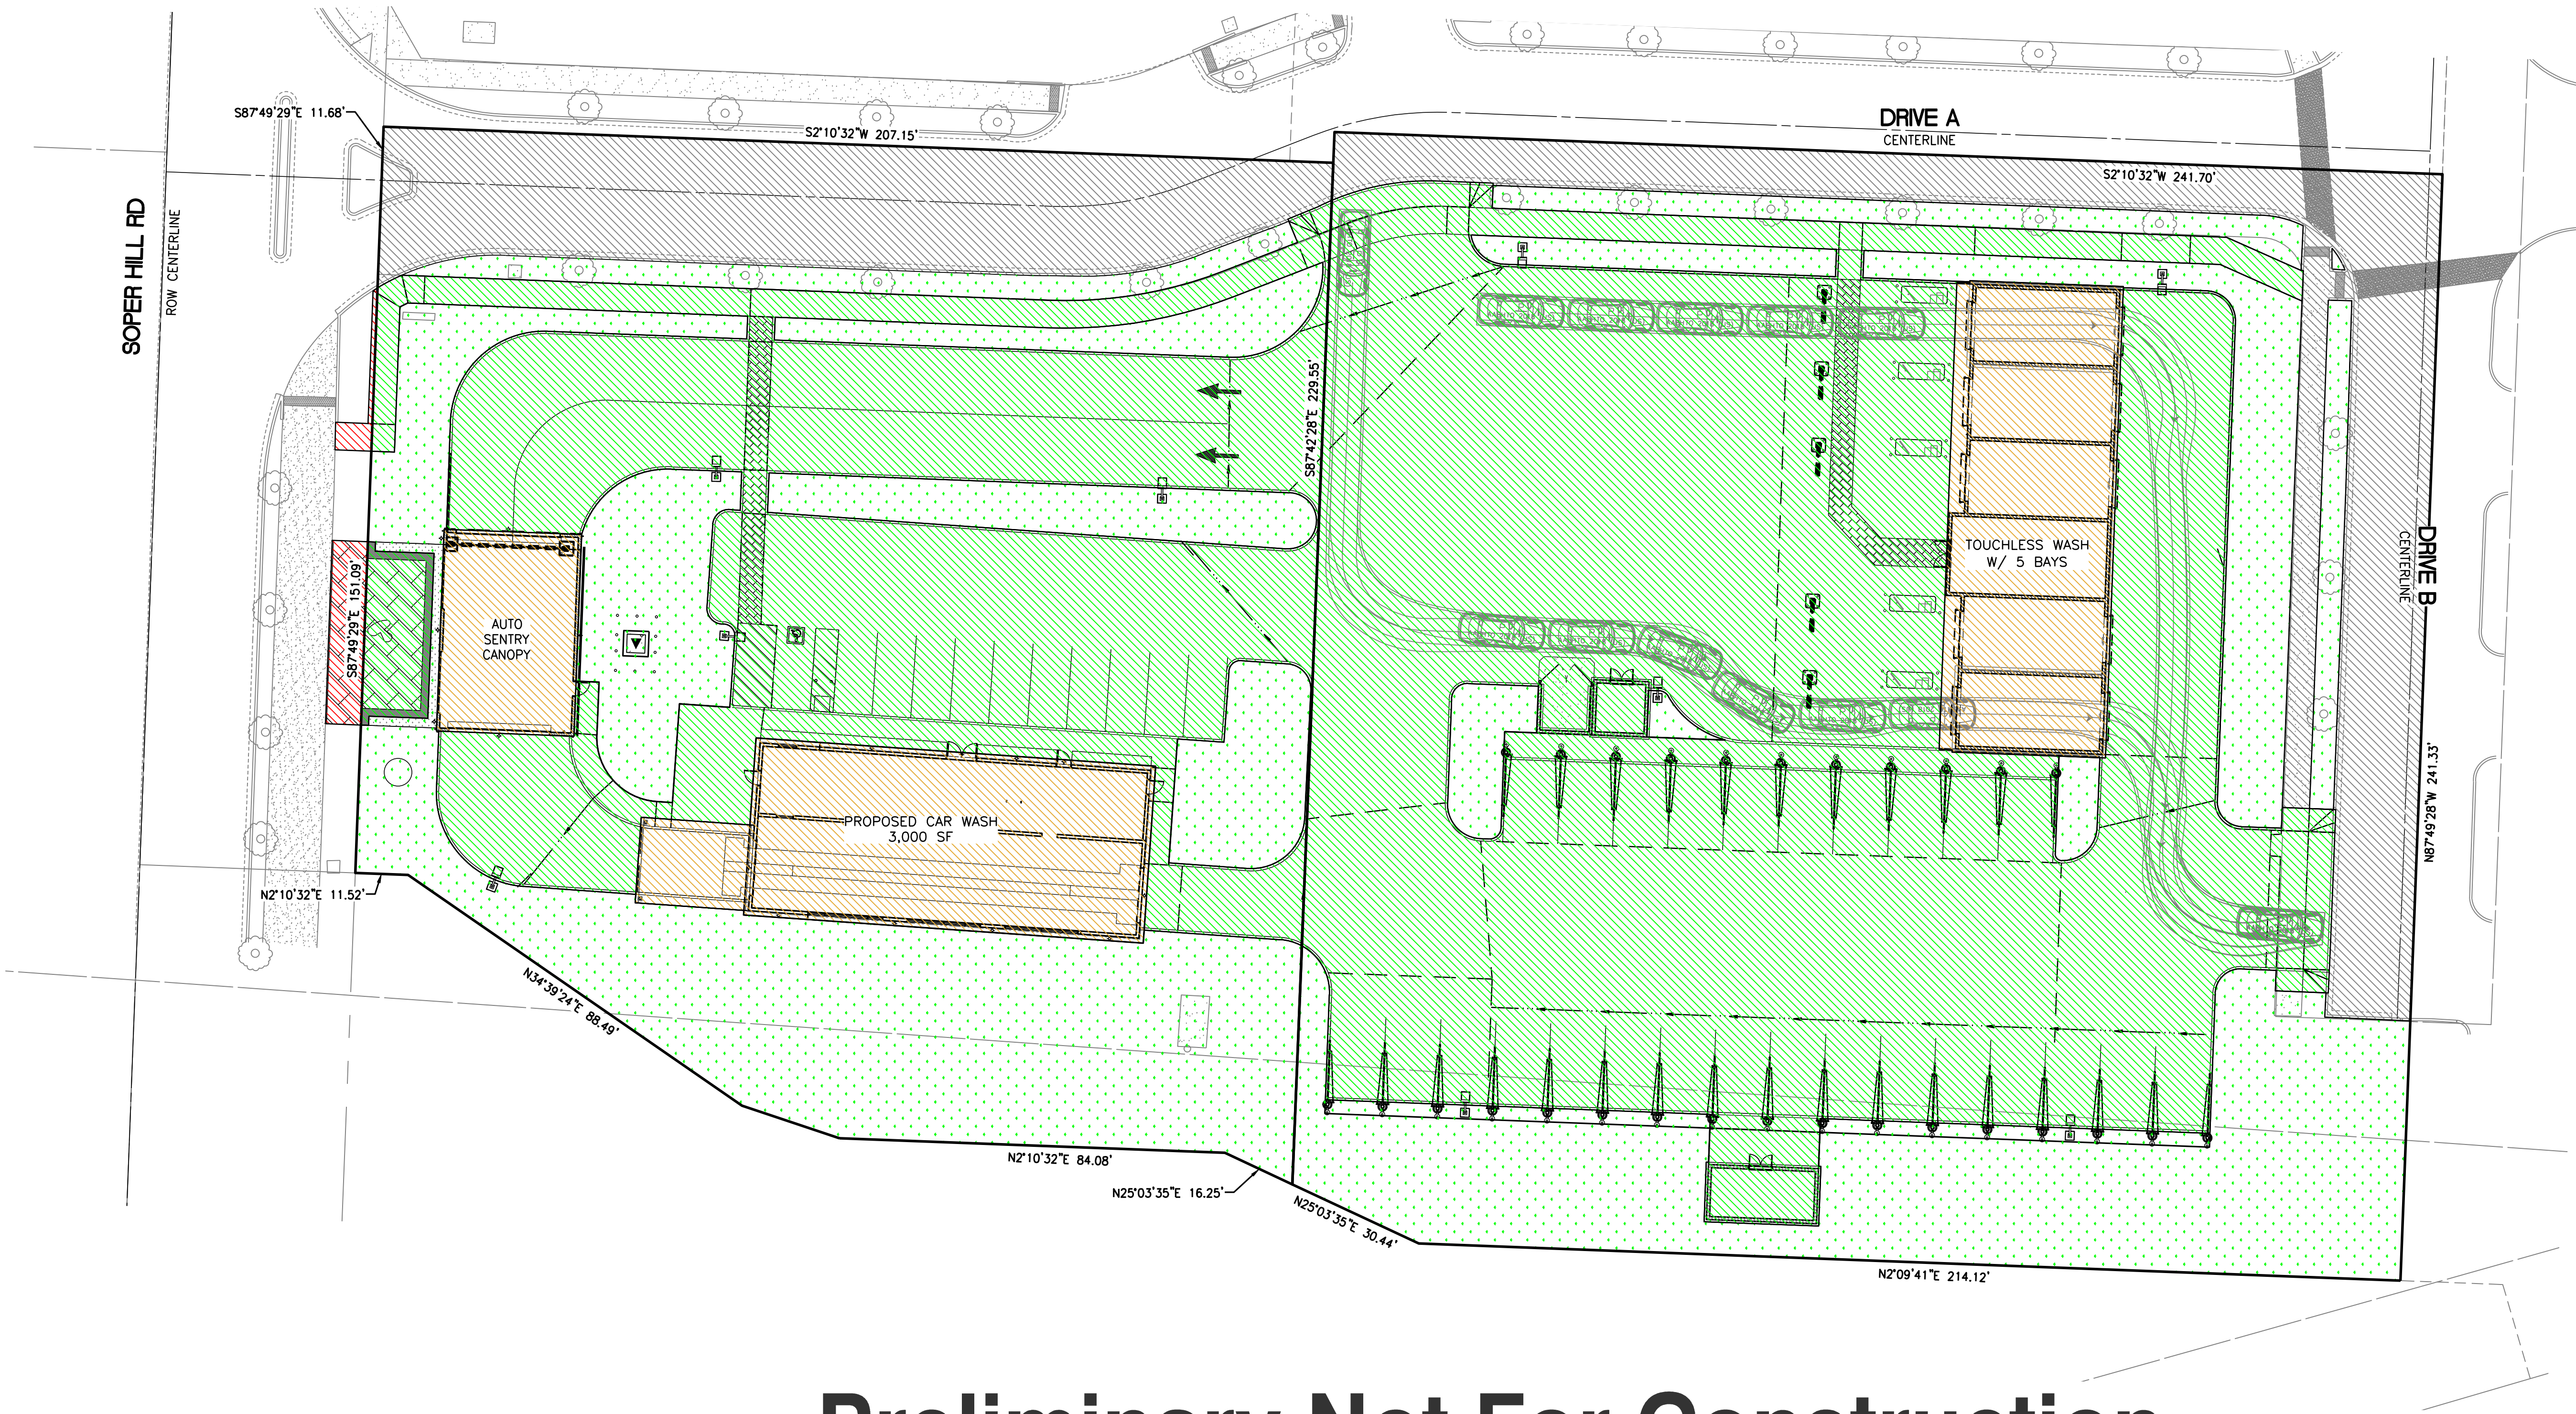 S87°49'29"E 11.68'
S2°10'32"W 207.15'
DRIVE A
CENTERLINE
S2°10'32"W 241.70'
SOPER HILL RD
ROW CENTERLINE
S87°42'28"E 229.55'
TOUCHLESS WASH
W/ 5 BAYS
DRIVE B
CENTERLINE
S87°49'29"E 151.09'
AUTO
SENTRY
CANOPY
PROPOSED CAR WASH
3,000 SF
N87°49'28"W 241.33'
N2°10'32"E 11.52'
N34°39'24"E 88.49'
N2°10'32"E 84.08'
N25°03'35"E 16.25'
N25°03'35"E 30.44'
N2°09'41"E 214.12'
Preliminary-Not For Construction